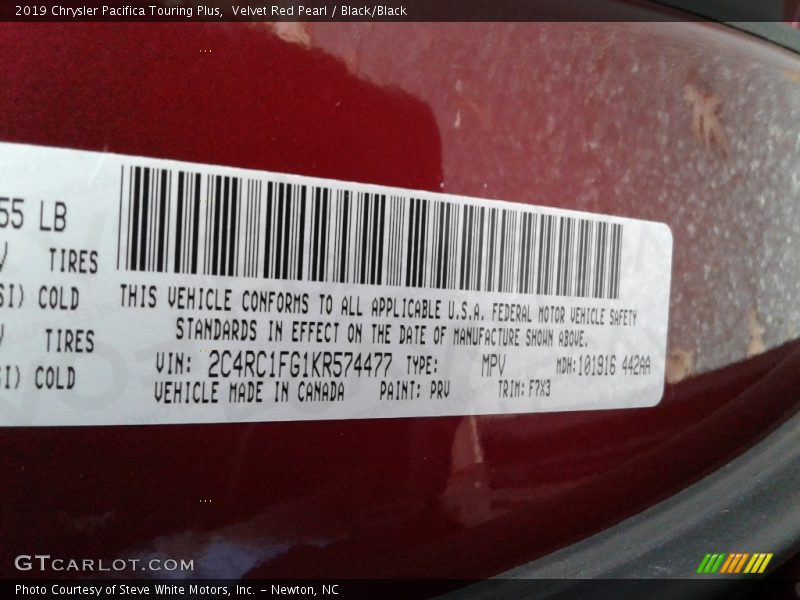 2019 Chrysler Pacifica Touring Plus,  Velvet Red Pearl / Black/Black
55 LB
TIRES
SI) COLD
TIRES
SI) COLD
THIS VEHICLE CONFORMS TO ALL APPLICABLE U.S.A. FEDERAL MOTOR VEHICLE SAFETY
STANDARDS IN EFFECT ON THE DATE OF MANUFACTURE SHOWN ABOVE.
VIN: 2C4RC1FG1KR574477 TYPE: MPV MDH:101916 442AA
VEHICLE MADE IN CANADA PAINT: PRV TRIM: F7X3
GTCARLOT.COM
Photo Courtesy of Steve White Motors, Inc. - Newton, NC